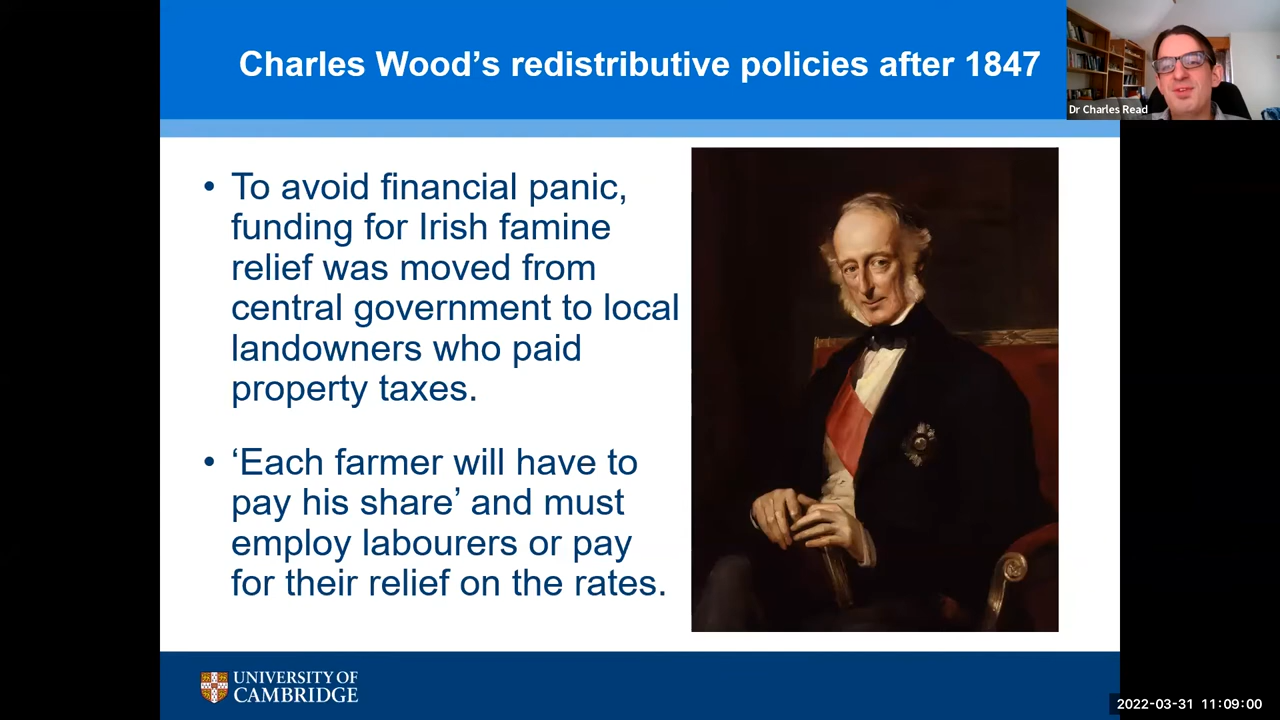 Charles Wood’s redistributive policies after 1847
Dr Charles Read
• To avoid financial panic,
funding for Irish famine
relief was moved from
central government to local
landowners who paid
property taxes.
• ‘Each farmer will have to
pay his share’ and must
employ labourers or pay
for their relief on the rates.
UNIVERSITY OF
CAMBRIDGE
2022-03-31 11:09:00